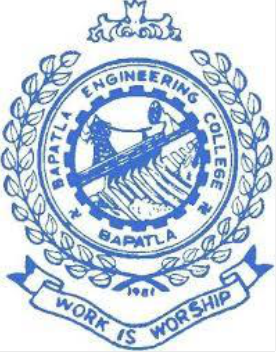 BAPATLA ENGINEERING COLLEGE
BAPATLA
1981
WORK IS WORSHIP